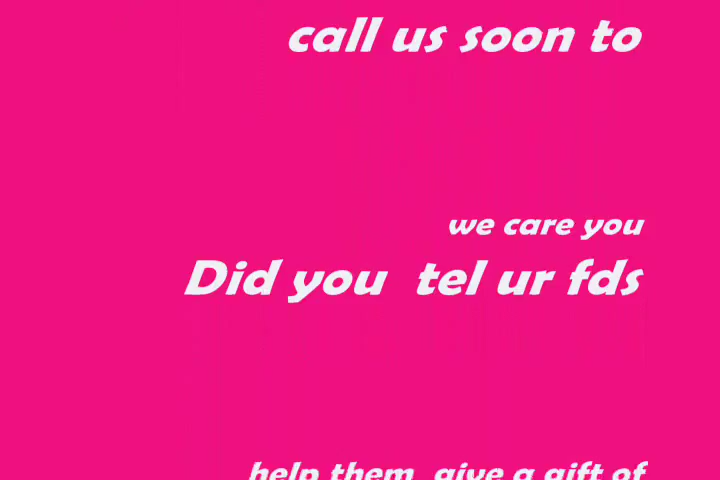 call us soon to
we care you
Did you tel ur fds
help them give a gift of